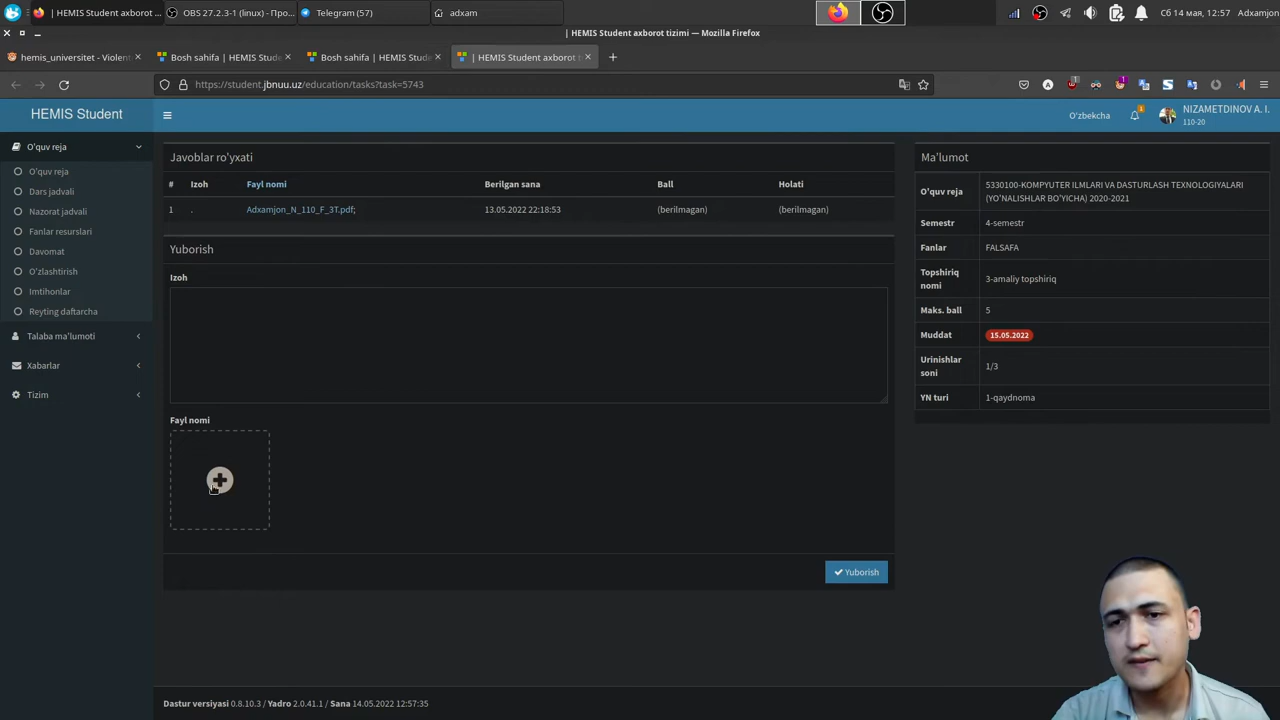 | HEMIS Student axborot ...
OBS 27.2.3-1 (linux) - Про...
Telegram (57)
adxam
Сб 14 мая, 12:57
Adxamjon
| HEMIS Student axborot tizimi — Mozilla Firefox
hemis_universitet - Violent
Bosh sahifa | HEMIS Stude
Bosh sahifa | HEMIS Stude
| HEMIS Student axborot t
https://student.jbnuu.uz/education/tasks?task=5743
HEMIS Student
O'zbekcha
1
NIZAMETDINOV A. I.
110-20
O'quv reja
O'quv reja
Dars jadvali
Nazorat jadvali
Fanlar resurslari
Davomat
O'zlashtirish
Imtihonlar
Reyting daftarcha
Talaba ma'lumoti
Xabarlar
Tizim
Javoblar ro'yxati
# Izoh Fayl nomi Berilgan sana Ball Holati
1 . Adxamjon_N_110_F_3T.pdf; 13.05.2022 22:18:53 (berilmagan) (berilmagan)
Yuborish
Izoh
Fayl nomi
Yuborish
Ma'lumot
O'quv reja 5330100-KOMPYUTER ILMLARI VA DASTURLASH TEXNOLOGIYALARI
(YO'NALISHLAR BO'YICHA) 2020-2021
Semestr 4-semestr
Fanlar FALSAFA
Topshiriq nomi 3-amaliy topshiriq
Maks. ball 5
Muddat 15.05.2022
Urinishlar soni 1/3
YN turi 1-qaydnoma
Dastur versiyasi 0.8.10.3 / Yadro 2.0.41.1 / Sana 14.05.2022 12:57:35